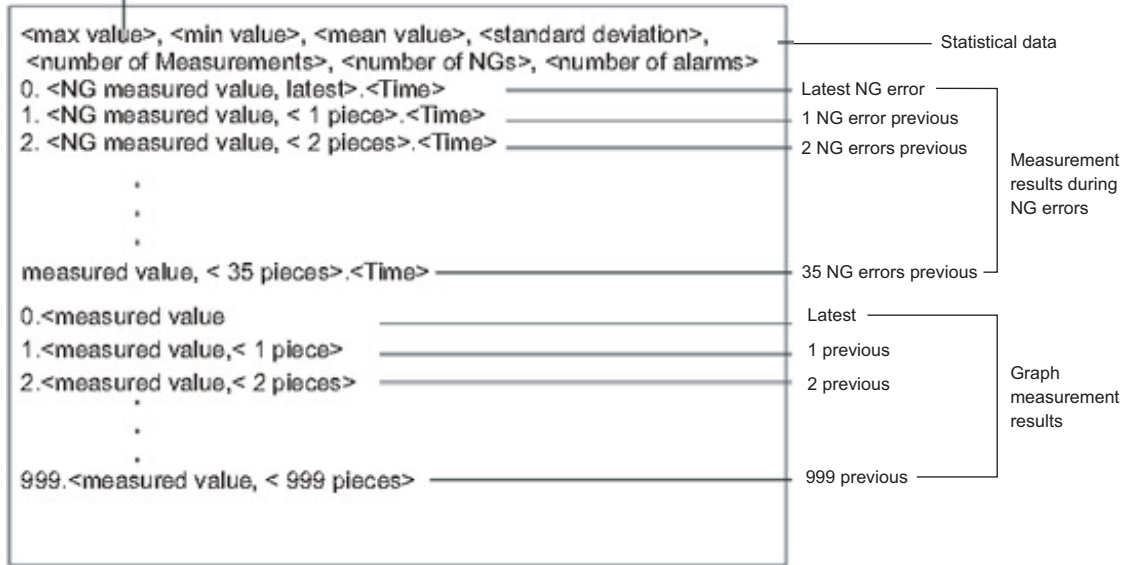 <max value>, <min value>, <mean value>, <standard deviation>,
<number of Measurements>, <number of NGs>, <number of alarms>
Statistical data
0. <NG measured value, latest>.<Time>
Latest NG error
1. <NG measured value, < 1 piece>.<Time>
1 NG error previous
2. <NG measured value, < 2 pieces>.<Time>
2 NG errors previous
Measurement
results during
NG errors
measured value, < 35 pieces>.<Time>
35 NG errors previous
0.<measured value
Latest
1.<measured value,< 1 piece>
1 previous
2.<measured value,< 2 pieces>
2 previous
Graph
measurement
results
999.<measured value, < 999 pieces>
999 previous